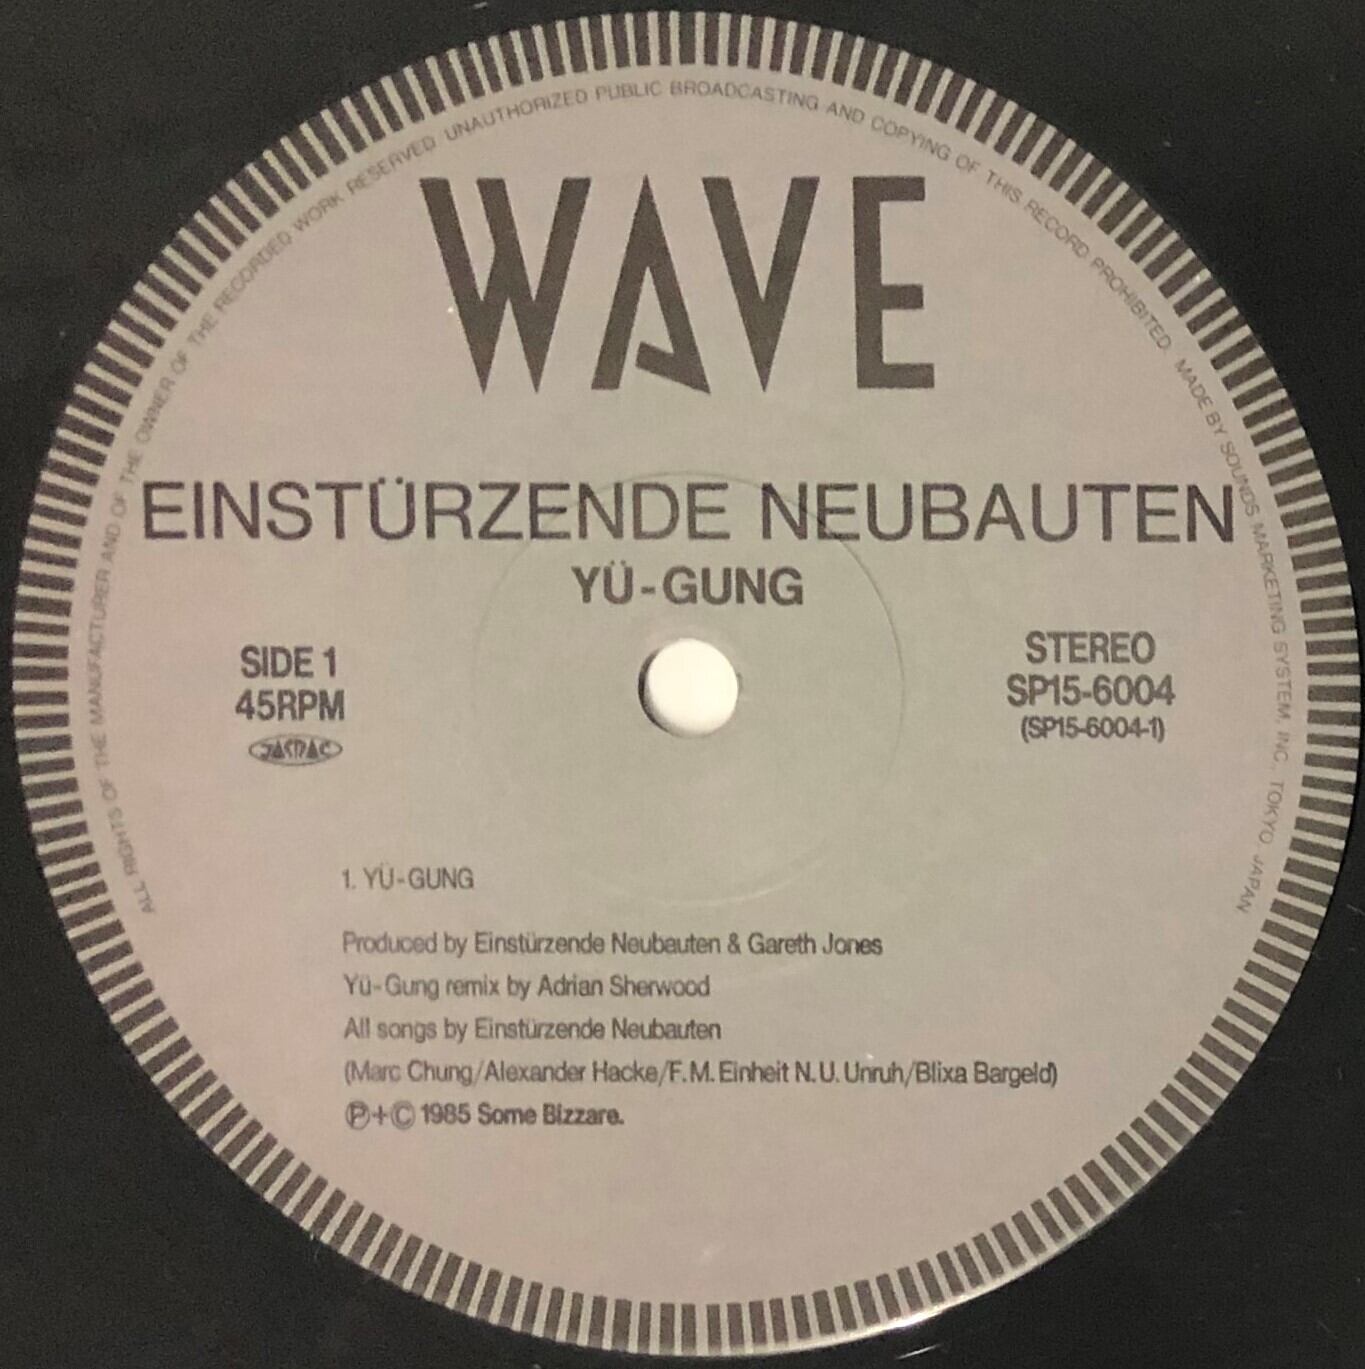 ALL RIGHTS OF THE MANUFACTURER AND OF THE OWNER OF THE RECORDED WORK RESERVED UNAUTHORIZED PUBLIC BROADCASTING AND COPYING OF THIS RECORD PROHIBITED. MADE BY SOUNDS MARKETING SYSTEM, INC., TOKYO, JAPAN
WAVE
EINSTÜRZENDE NEUBAUTEN
YÜ-GUNG
SIDE 1
45RPM
JASRAC
STEREO
SP15-6004
(SP15-6004-1)
1. YÜ-GUNG
Produced by Einstürzende Neubauten & Gareth Jones
Yü-Gung remix by Adrian Sherwood
All songs by Einstürzende Neubauten
(Marc Chung/Alexander Hacke/F.M. Einheit N.U. Unruh/Blixa Bargeld)
Ⓟ+Ⓒ 1985 Some Bizzare.